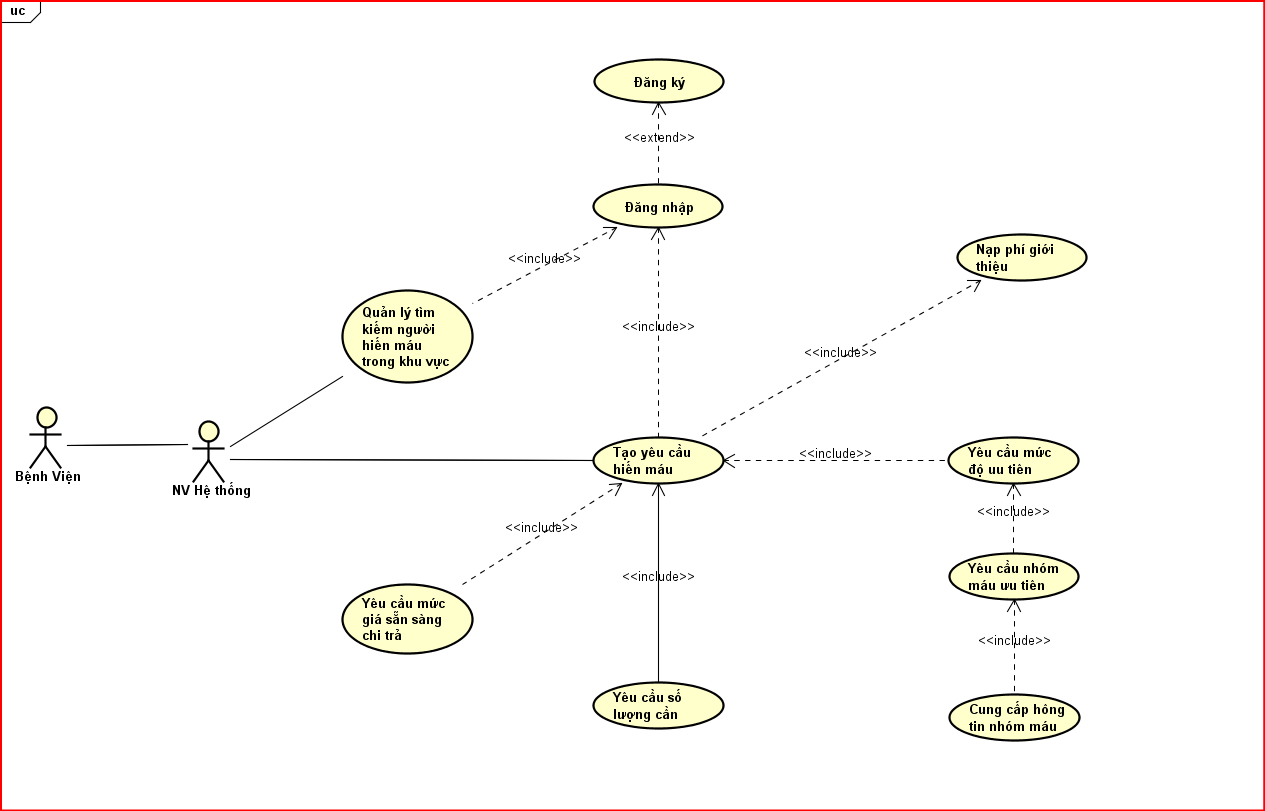 uc
Đăng ký
<<extend>>
Đăng nhập
<<include>>
Nạp phí giới
thiệu
Quản lý tìm
kiếm người
hiến máu
trong khu vực
<<include>>
<<include>>
Bệnh Viện
NV Hệ thống
Tạo yêu cầu
hiến máu
<<include>>
Yêu cầu mức
độ uu tiên
<<include>>
<<include>>
Yêu cầu nhóm
máu ưu tiên
<<include>>
Yêu cầu mức
giá sẵn sàng
chi trả
<<include>>
Yêu cầu số
lượng cần
Cung cấp hông
tin nhóm máu